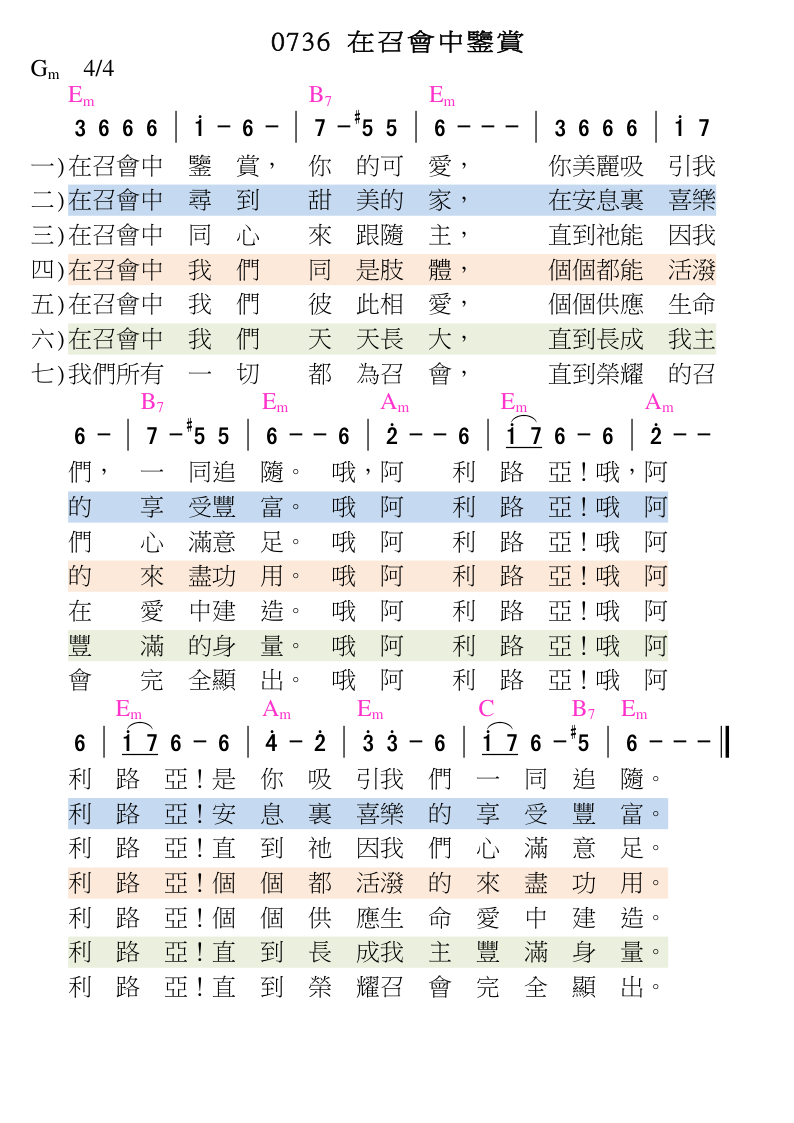 0736 在召會中鑒賞
Gm 4/4
Em B7 Em
3 6 6 6 | i - 6 - | 7 - #5 5 | 6 - - - | 3 6 6 6 | i 7
一)在召會中 鑒 賞， 你 的可 愛， 你美麗吸 引我
二)在召會中 尋 到 甜 美的 家， 在安息裏 喜樂
三)在召會中 同 心 來 跟隨 主， 直到祂能 因我
四)在召會中 我 們 同 是肢 體， 個個都能 活潑
五)在召會中 我 們 彼 此相 愛， 個個供應 生命
六)在召會中 我 們 天 天長 大， 直到長成 我主
七)我們所有 一 切 都 為召 會， 直到榮耀 的召
B7 Em Am Em Am
6 - | 7 - #5 5 | 6 - - 6 | 2̇ - - 6 | 1̇ 7 6 - 6 | 2̇ - -
們， 一 同追 隨。 哦，阿 利 路 亞！哦，阿
的 享 受豐 富。 哦 阿 利 路 亞！哦 阿
們 心 滿意 足。 哦 阿 利 路 亞！哦 阿
的 來 盡功 用。 哦 阿 利 路 亞！哦 阿
在 愛 中建 造。 哦 阿 利 路 亞！哦 阿
豐 滿 的身 量。 哦 阿 利 路 亞！哦 阿
會 完 全顯 出。 哦 阿 利 路 亞！哦 阿
Em Am Em C B7 Em
6 | 1̇ 7 6 - 6 | 4̇ - 2̇ | 3̇ 3̇ - 6 | 1̇ 7 6 - #5 | 6 - - - ‖
利 路 亞！是 你 吸 引我 們 一 同 追 隨。
利 路 亞！安 息 裏 喜樂 的 享 受 豐 富。
利 路 亞！直 到 祂 因我 們 心 滿 意 足。
利 路 亞！個 個 都 活潑 的 來 盡 功 用。
利 路 亞！個 個 供 應生 命 愛 中 建 造。
利 路 亞！直 到 長 成我 主 豐 滿 身 量。
利 路 亞！直 到 榮 耀召 會 完 全 顯 出。